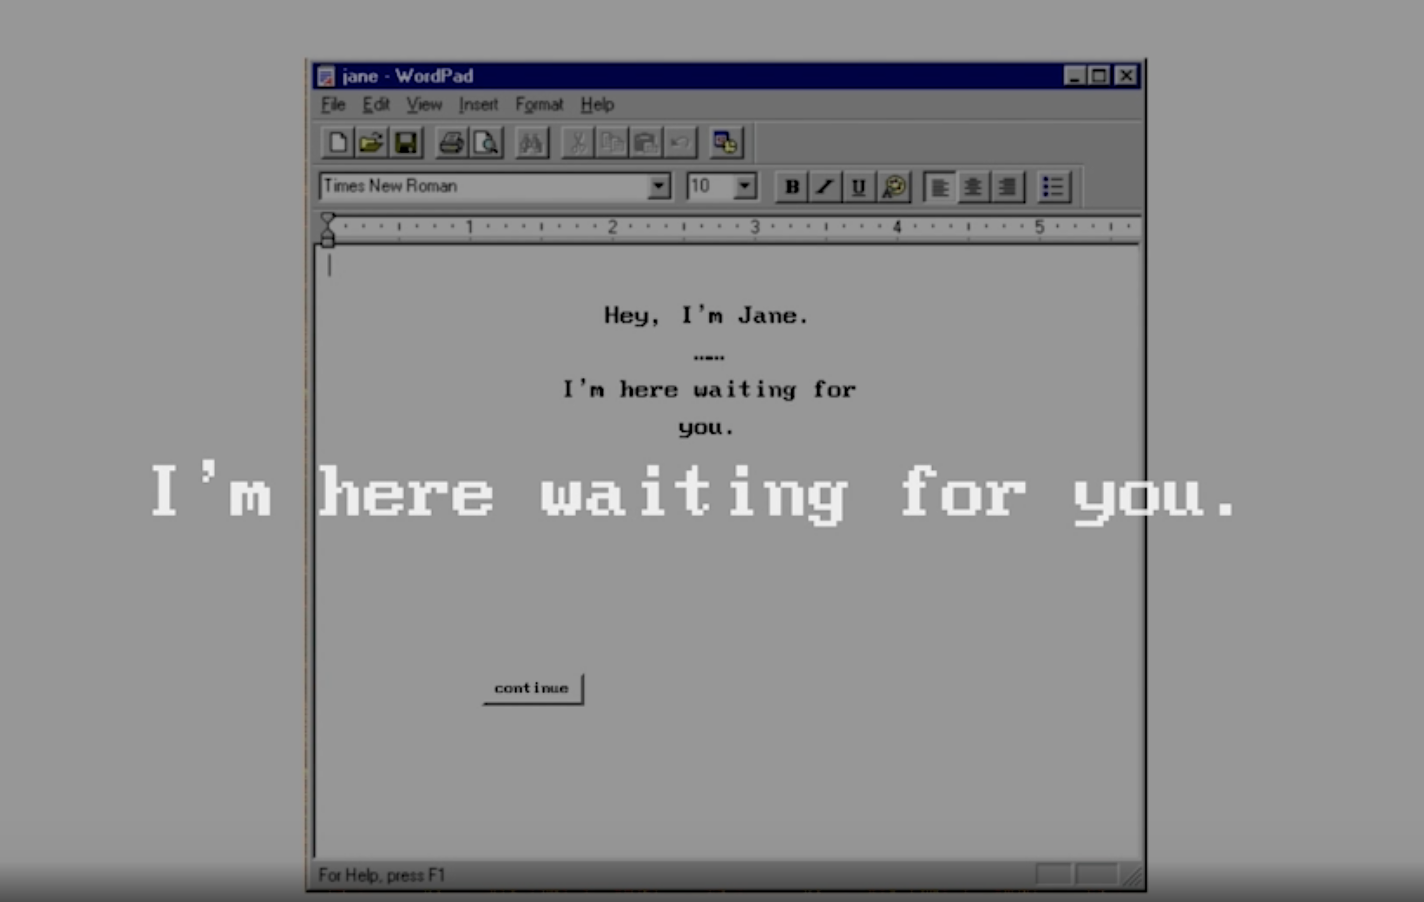 jane - WordPad
File Edit View Insert Format Help
Times New Roman 10 B I U
1 2 3 4 5
Hey, I'm Jane.
……
I'm here waiting for
you.
I'm here waiting for you.
continue
For Help, press F1